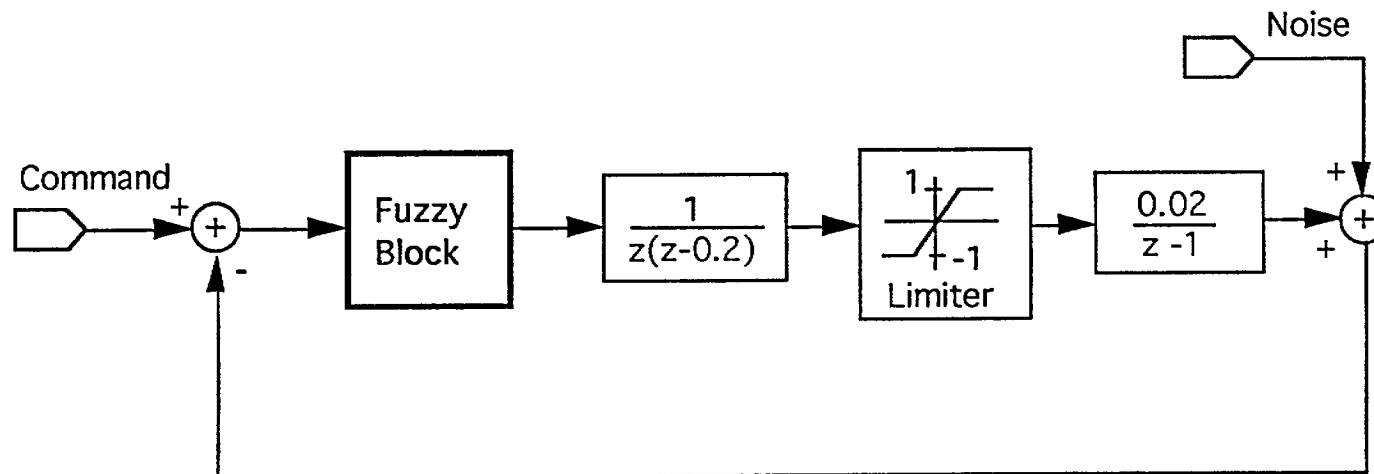 Noise
Command
+
+
-
Fuzzy
Block
1
z(z-0.2)
1
-1
Limiter
0.02
z -1
+
+
+